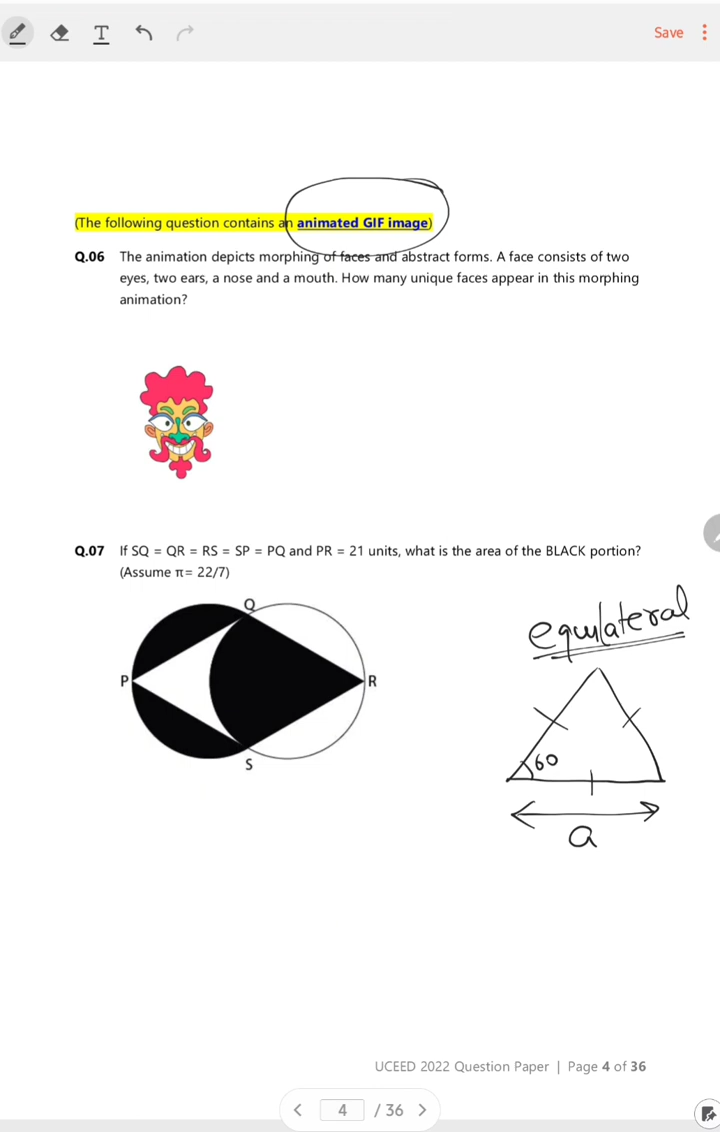 T
Save
(The following question contains an animated GIF image)
Q.06 The animation depicts morphing of faces and abstract forms. A face consists of two
eyes, two ears, a nose and a mouth. How many unique faces appear in this morphing
animation?
Q.07 If SQ = QR = RS = SP = PQ and PR = 21 units, what is the area of the BLACK portion?
(Assume π= 22/7)
Q
P
R
S
equilateral
60
a
UCEED 2022 Question Paper | Page 4 of 36
< 4 / 36 >